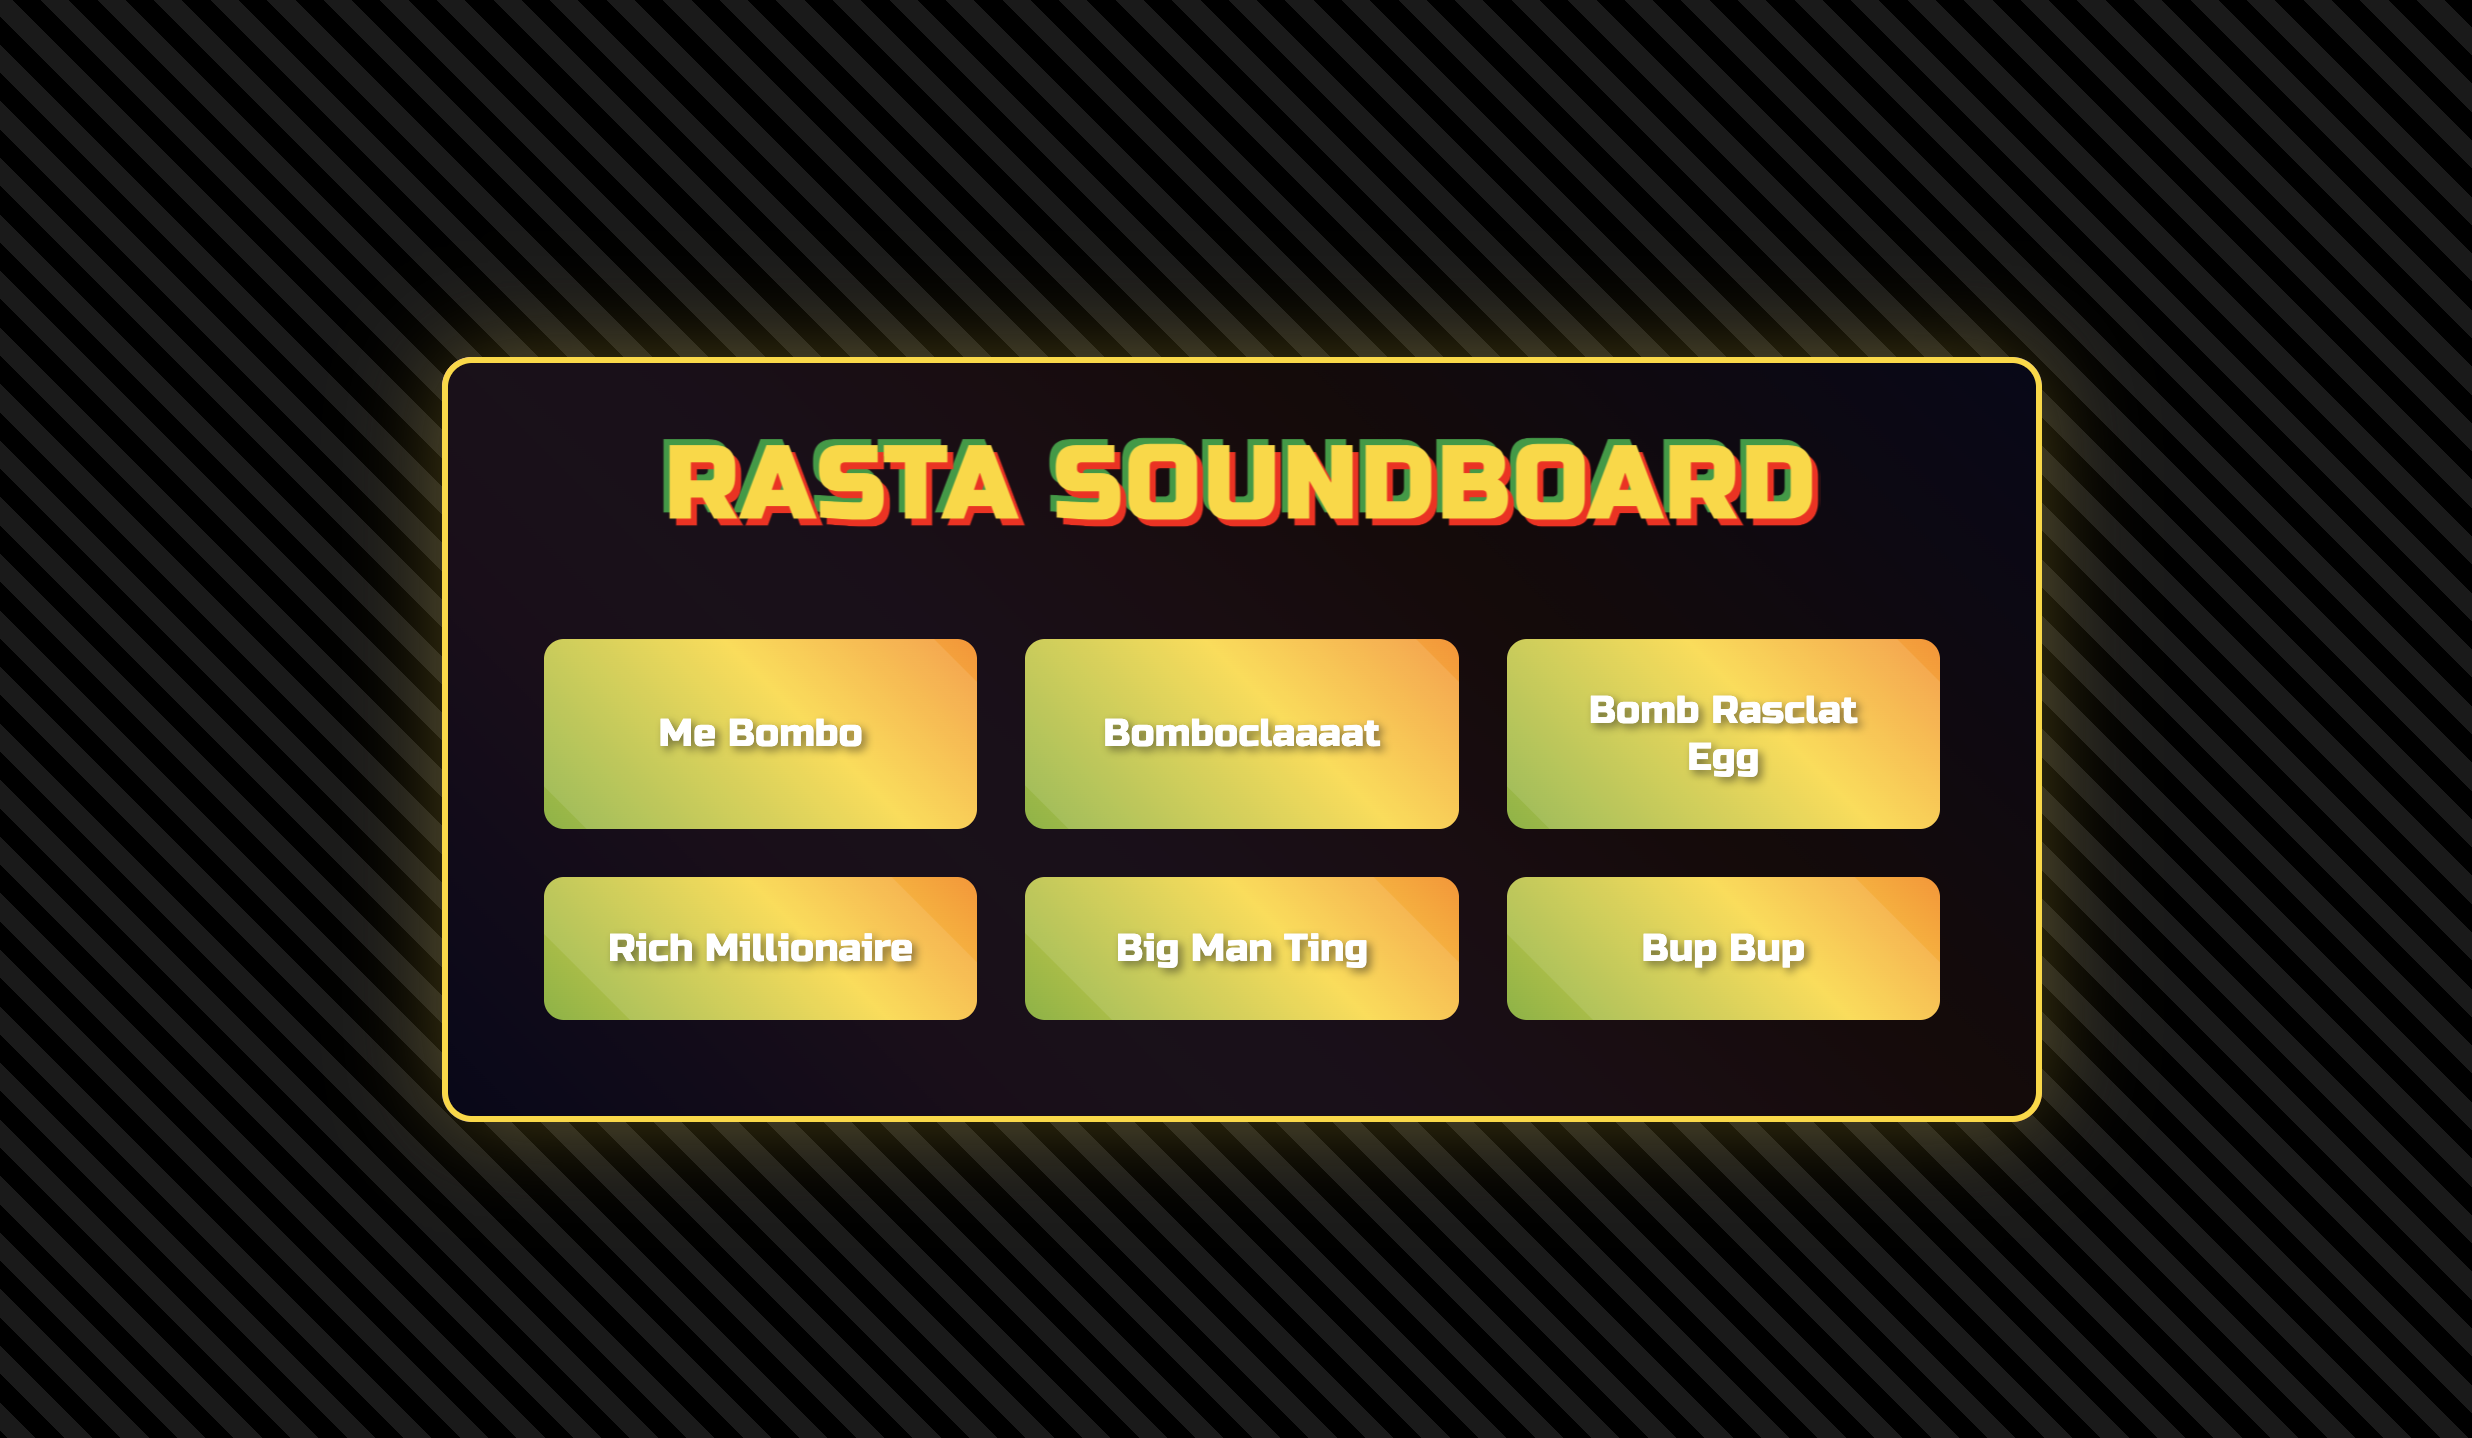 RASTA SOUNDBOARD
Me Bombo
Bomboclaaaat
Bomb Rasclat
Egg
Rich Millionaire
Big Man Ting
Bup Bup